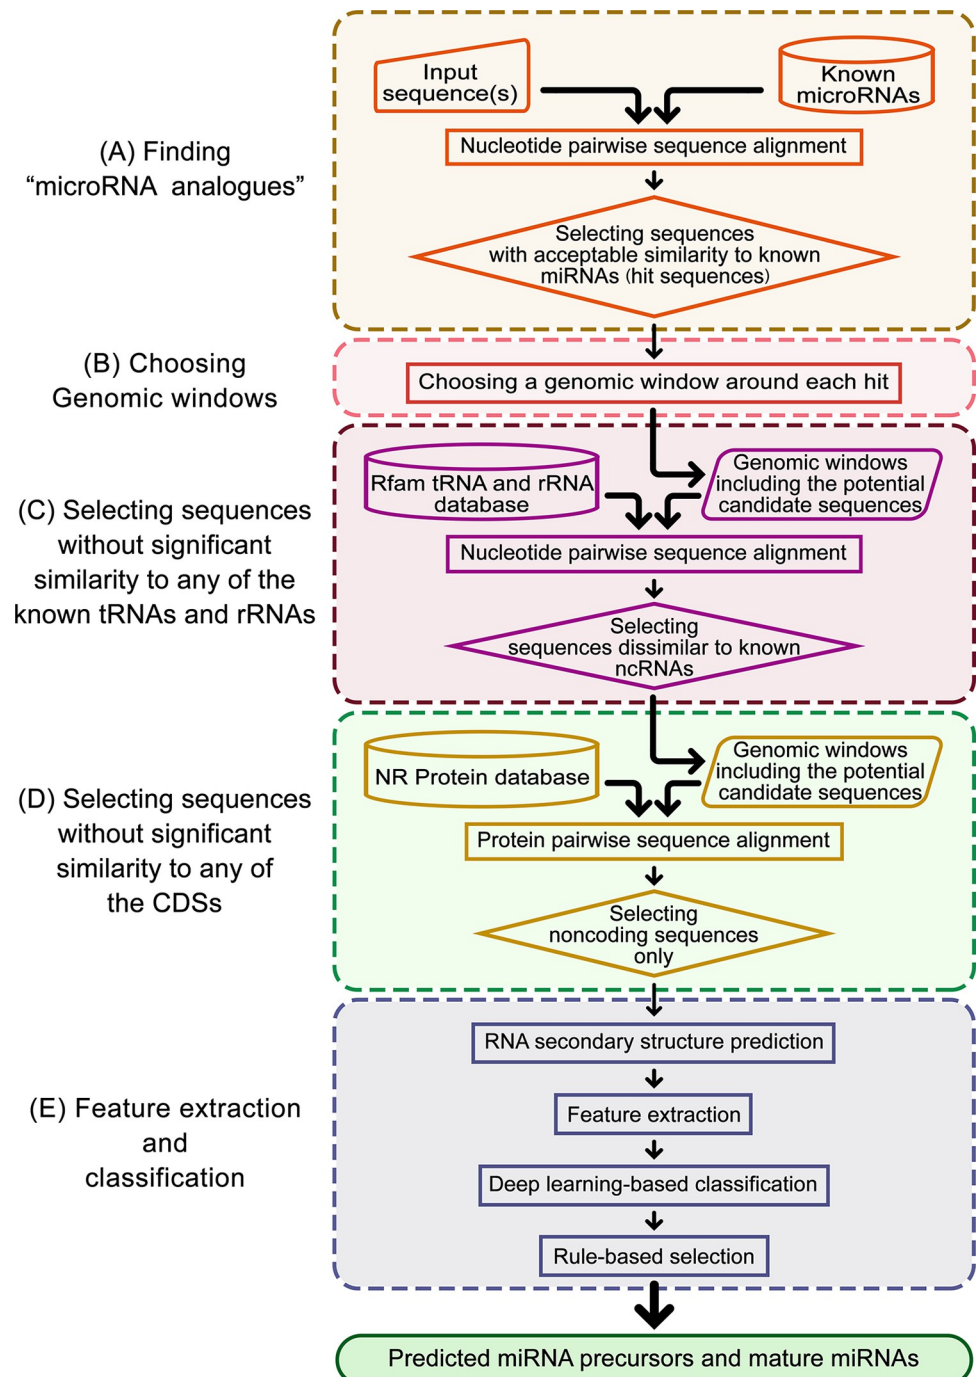 (A) Finding
“microRNA analogues”
Input
sequence(s)
Known
microRNAs
Nucleotide pairwise sequence alignment
Selecting sequences
with acceptable similarity to known
miRNAs (hit sequences)
(B) Choosing
Genomic windows
Choosing a genomic window around each hit
(C) Selecting sequences
without significant
similarity to any of the
known tRNAs and rRNAs
Rfam tRNA and rRNA
database
Genomic windows
including the potential
candidate sequences
Nucleotide pairwise sequence alignment
Selecting
sequences dissimilar to known
ncRNAs
(D) Selecting sequences
without significant
similarity to any of
the CDSs
NR Protein database
Genomic windows
including the potential
candidate sequences
Protein pairwise sequence alignment
Selecting
noncoding sequences
only
(E) Feature extraction
and
classification
RNA secondary structure prediction
Feature extraction
Deep learning-based classification
Rule-based selection
Predicted miRNA precursors and mature miRNAs